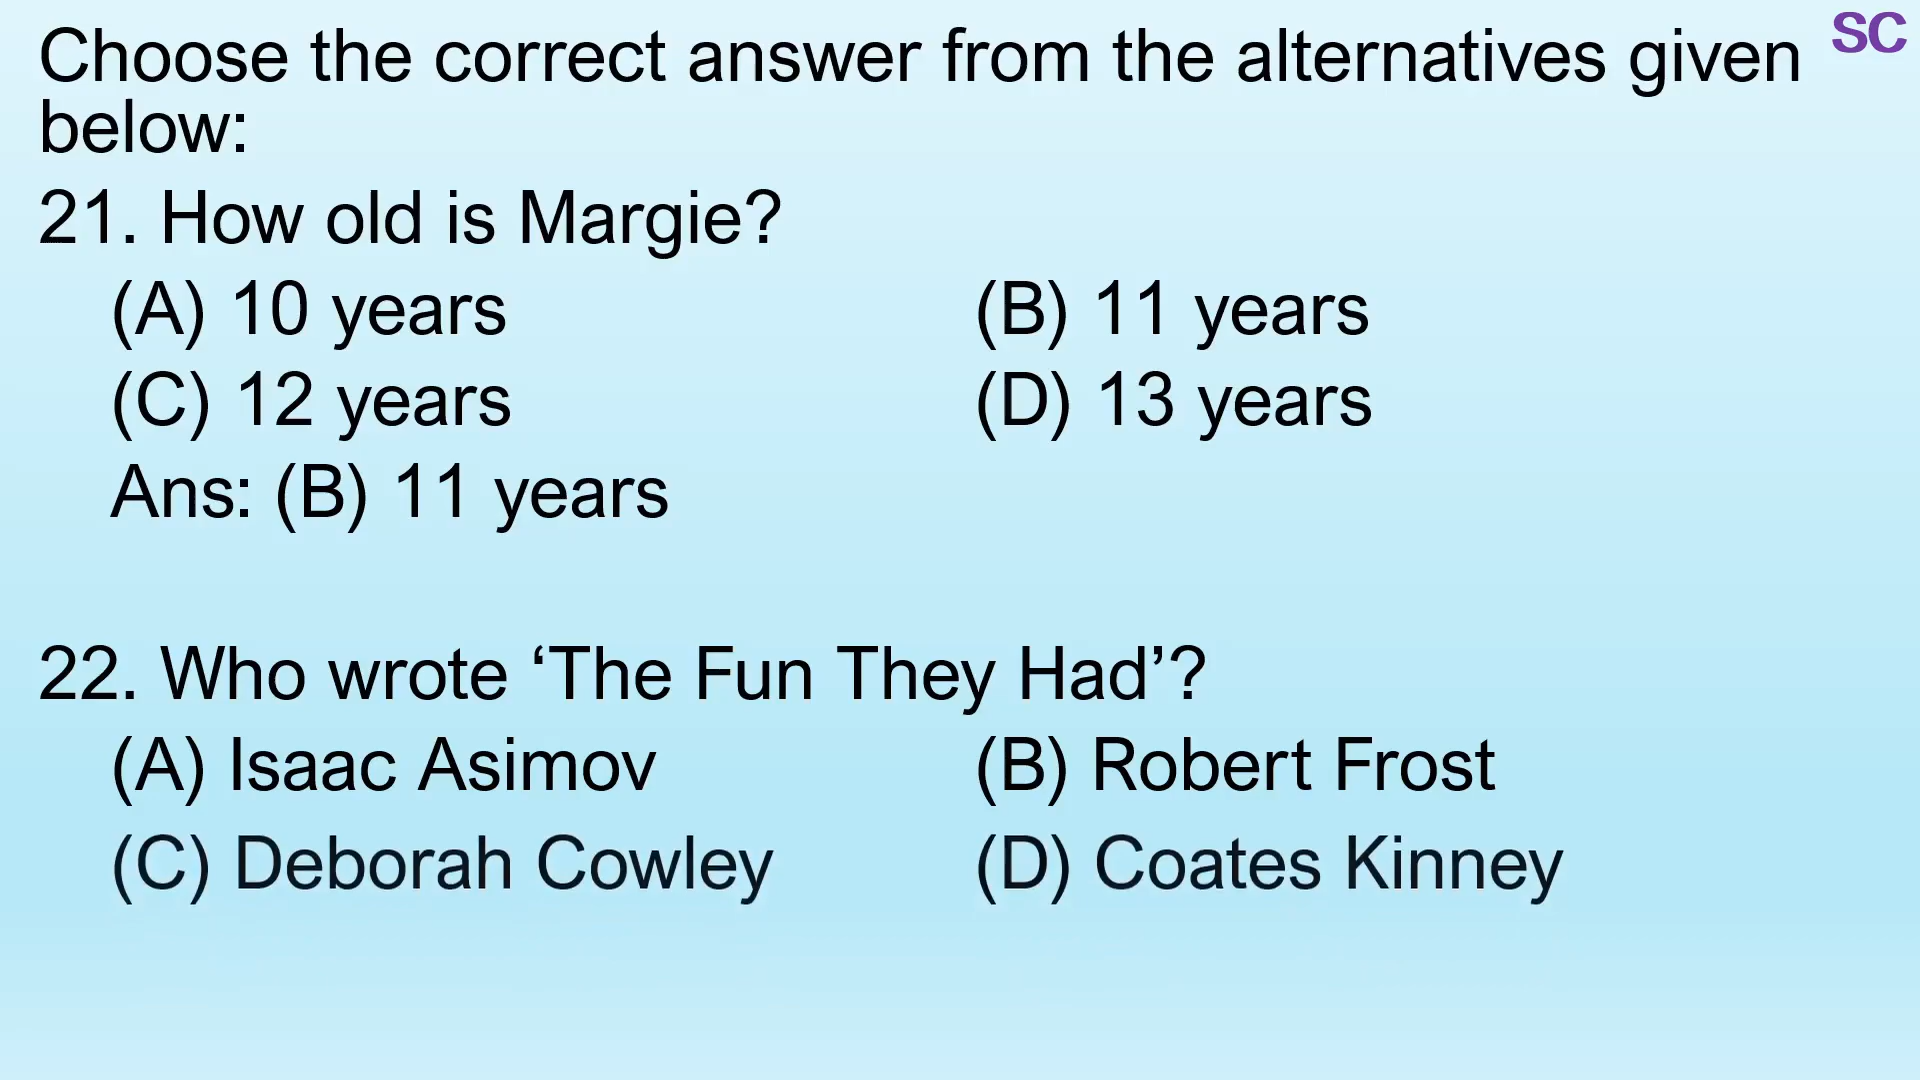 Choose the correct answer from the alternatives given
below:
SC
21. How old is Margie?
(A) 10 years (B) 11 years
(C) 12 years (D) 13 years
Ans: (B) 11 years
22. Who wrote ‘The Fun They Had’?
(A) Isaac Asimov (B) Robert Frost
(C) Deborah Cowley (D) Coates Kinney